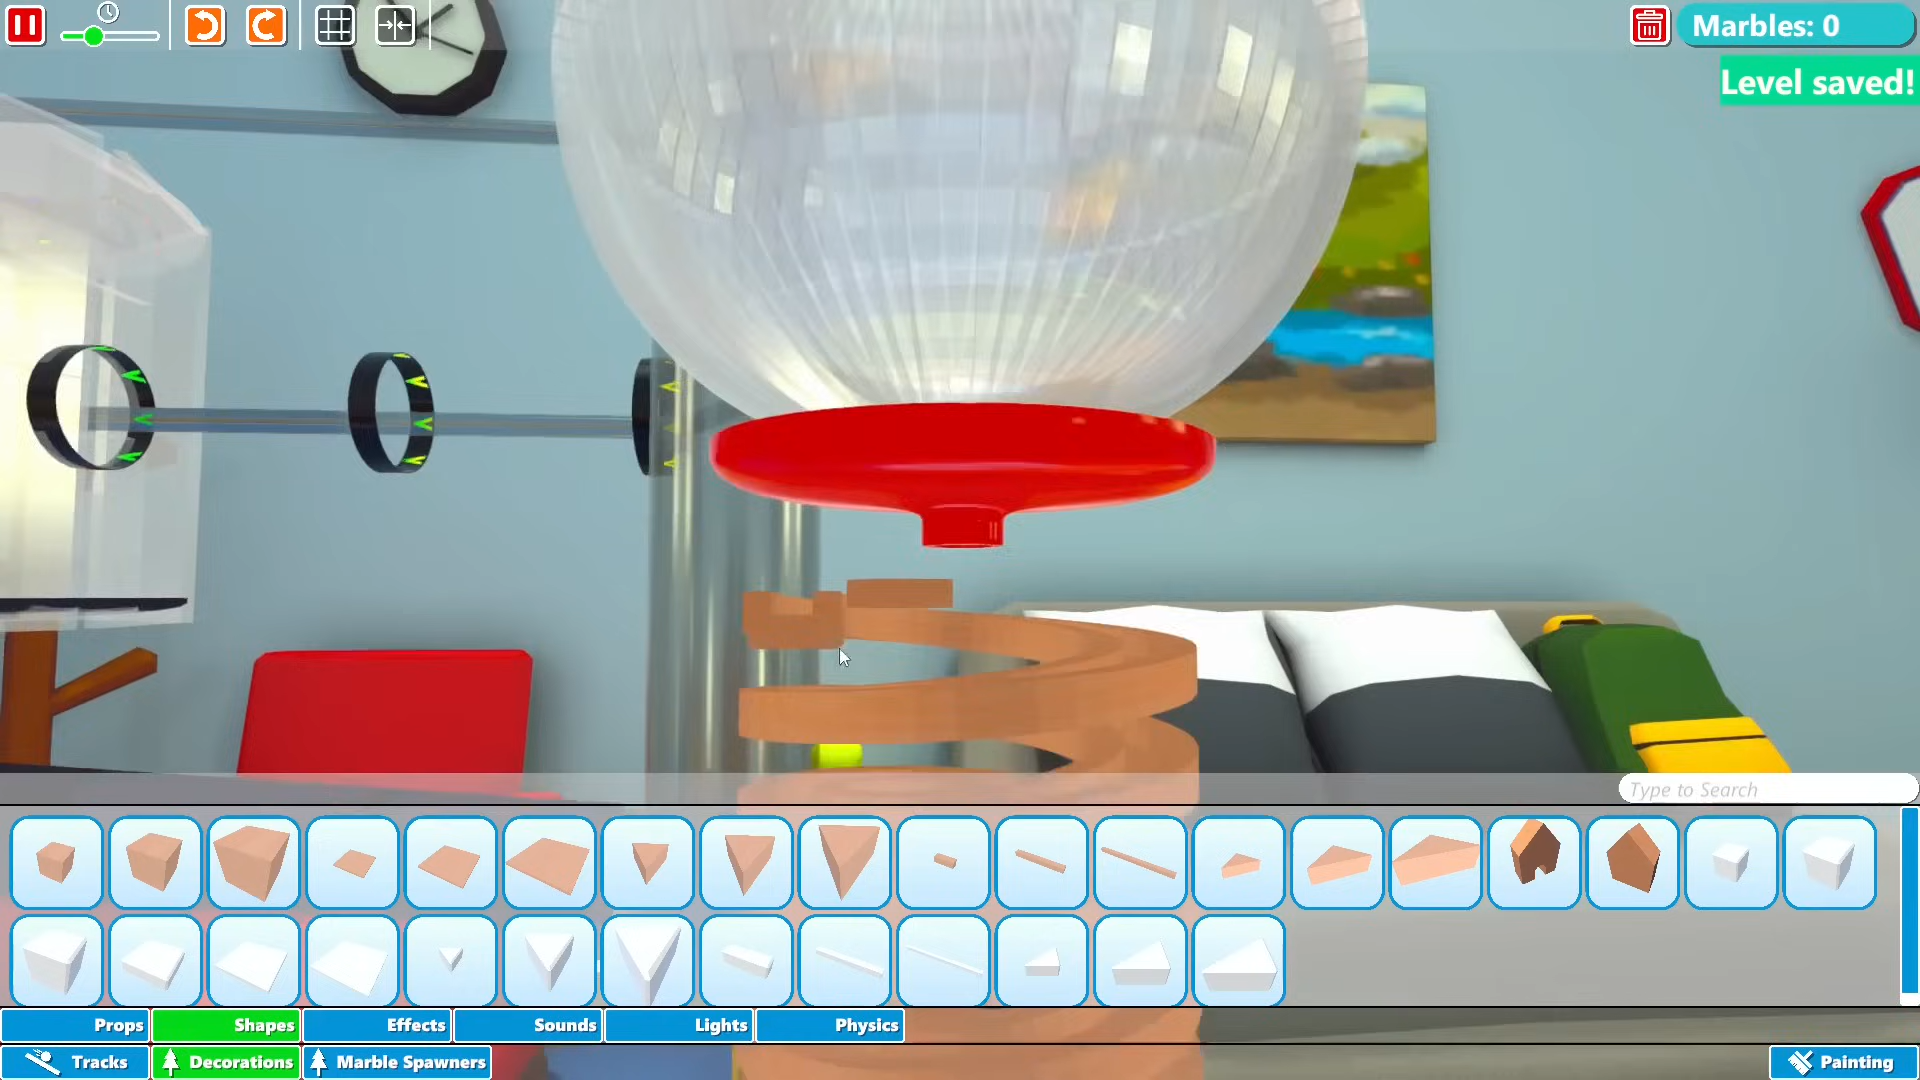 Marbles: 0
Level saved!
Type to Search
Props
Shapes
Effects
Sounds
Lights
Physics
Tracks
Decorations
Marble Spawners
Painting